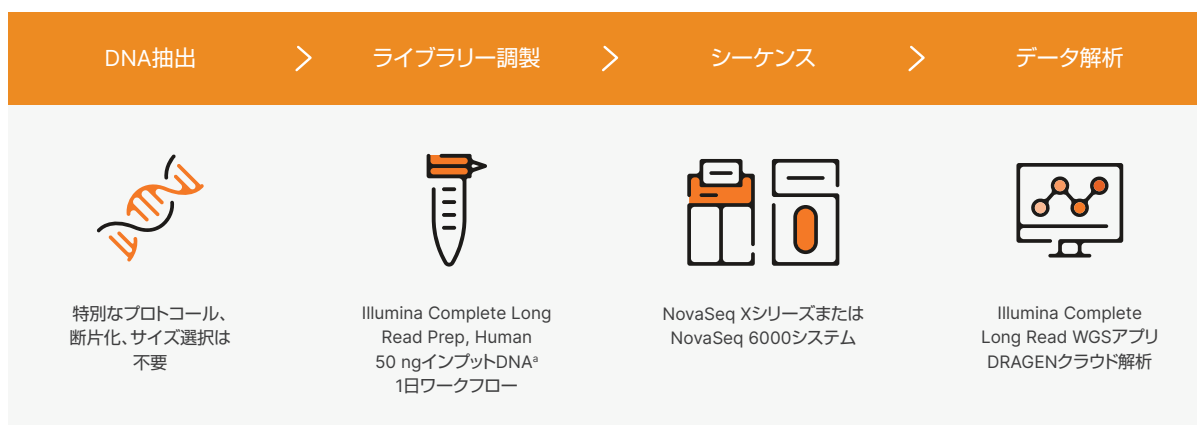 DNA抽出
ライブラリー調製
シーケンス
データ解析
特別なプロトコール、
断片化、サイズ選択は
不要
Illumina Complete Long
Read Prep, Human
50 ngインプットDNAᵃ
1日ワークフロー
NovaSeq Xシリーズまたは
NovaSeq 6000システム
Illumina Complete
Long Read WGSアプリ
DRAGENクラウド解析